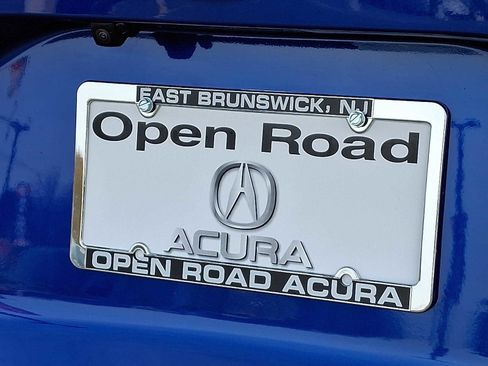 EAST BRUNSWICK, NJ
Open Road
ACURA
OPEN ROAD ACURA